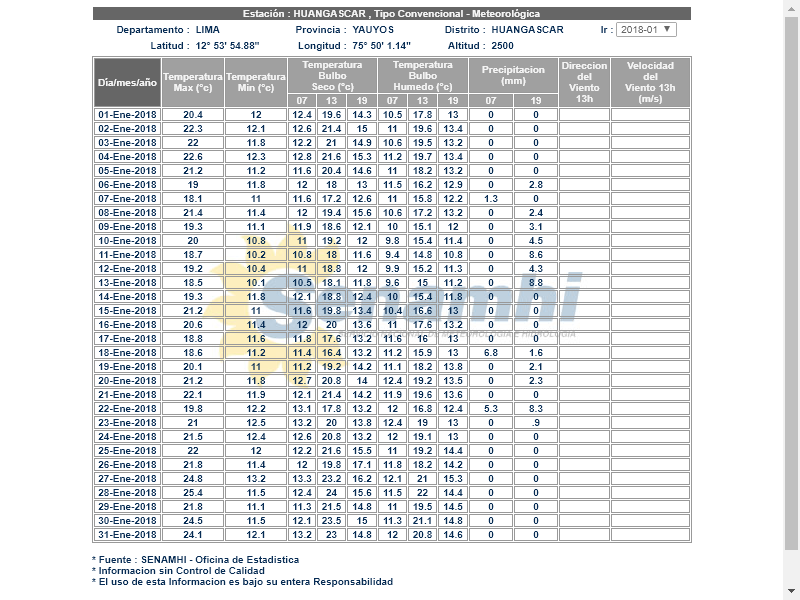 Estación : HUANGASCAR , Tipo Convencional - Meteorológica
Departamento : LIMA Provincia : YAUYOS Distrito : HUANGASCAR Ir : 2018-01
Latitud : 12° 53' 54.88" Longitud : 75° 50' 1.14" Altitud : 2500
Día/mes/año Temperatura Max (°c) Temperatura Min (°c) Temperatura Bulbo Seco (°c) Temperatura Bulbo Humedo (°c) Precipitacion (mm) Direccion del Viento 13h Velocidad del Viento 13h (m/s)
07 13 19 07 13 19 07 19
01-Ene-2018 20.4 12 12.4 19.6 14.3 10.5 17.8 13 0 0
02-Ene-2018 22.3 12.1 12.6 21.4 15 11 19.6 13.4 0 0
03-Ene-2018 22 11.8 12.2 21 14.9 10.6 19.5 13.2 0 0
04-Ene-2018 22.6 12.3 12.8 21.6 15.3 11.2 19.7 13.4 0 0
05-Ene-2018 21.2 11.2 11.6 20.4 14.6 11 18.2 13.2 0 0
06-Ene-2018 19 11.8 12 18 13 11.5 16.2 12.9 0 2.8
07-Ene-2018 18.1 11 11.6 17.2 12.6 11 15.8 12.2 1.3 0
08-Ene-2018 21.4 11.4 12 19.4 15.6 10.6 17.2 13.2 0 2.4
09-Ene-2018 19.3 11.1 11.9 18.6 12.1 10 15.1 12 0 3.1
10-Ene-2018 20 10.8 11 19.2 12 9.8 15.4 11.4 0 4.5
11-Ene-2018 18.7 10.2 10.8 18 11.6 9.4 14.8 10.8 0 8.6
12-Ene-2018 19.2 10.4 11 18.8 12 9.9 15.2 11.3 0 4.3
13-Ene-2018 18.5 10.1 10.5 18.1 11.8 9.6 15 11.2 0 8.8
14-Ene-2018 19.3 11.8 12.1 18.8 12.4 10 15.4 11.8 0 0
15-Ene-2018 21.2 11 11.6 19.8 13.4 10.4 16.6 13 0 0
16-Ene-2018 20.6 11.4 12 20 13.6 11 17.6 13.2 0 0
17-Ene-2018 18.8 11.6 11.8 17.6 13.2 11.6 16 13 0 0
18-Ene-2018 18.6 11.2 11.4 16.4 13.2 11.2 15.9 13 6.8 1.6
19-Ene-2018 20.1 11 11.2 19.2 14.2 11.1 18.2 13.8 0 2.1
20-Ene-2018 21.2 11.8 12.7 20.8 14 12.4 19.2 13.5 0 2.3
21-Ene-2018 22.1 11.9 12.1 21.4 14.2 11.9 19.6 13.6 0 0
22-Ene-2018 19.8 12.2 13.1 17.8 13.2 12 16.8 12.4 5.3 8.3
23-Ene-2018 21 12.5 13.2 20 13.8 12.4 19 13 0 .9
24-Ene-2018 21.5 12.4 12.6 20.8 13.2 12 19.1 13 0 0
25-Ene-2018 22 12 12.2 21.6 15.5 11 19.2 14.4 0 0
26-Ene-2018 21.8 11.4 12 19.8 17.1 11.8 18.2 14.2 0 0
27-Ene-2018 24.8 13.2 13.3 23.2 16.2 12.1 21 15.3 0 0
28-Ene-2018 25.4 11.5 12.4 24 15.6 11.5 22 14.4 0 0
29-Ene-2018 21.8 11.1 11.3 21.5 14.8 11 19.5 14.5 0 0
30-Ene-2018 24.5 11.5 12.1 23.5 15 11.3 21.1 14.8 0 0
31-Ene-2018 24.1 12.1 13.2 23 14.8 12 20.8 14.6 0 0
Senamhi
* Fuente : SENAMHI - Oficina de Estadistica
* Informacion sin Control de Calidad
* El uso de esta Informacion es bajo su entera Responsabilidad